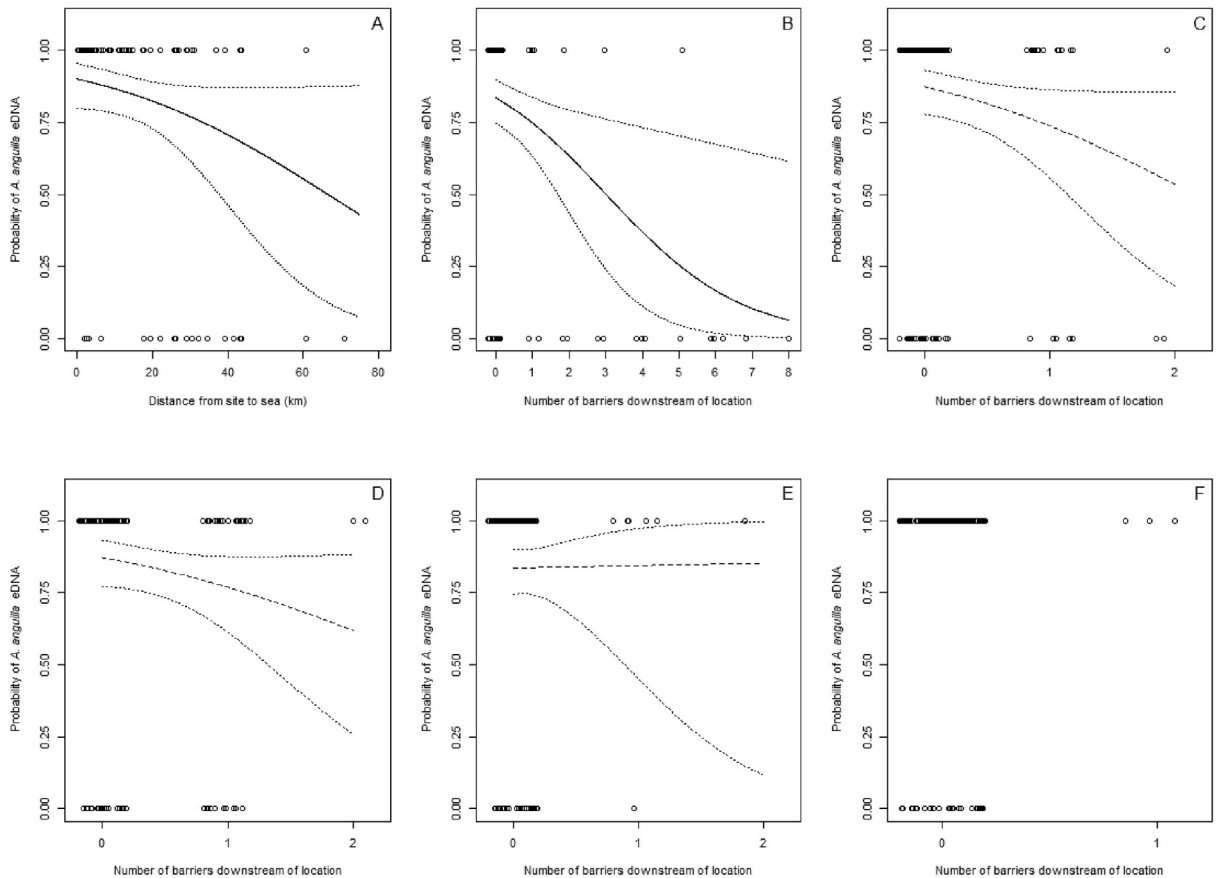 A
Probability of A. anguilla eDNA
1.00
0.75
0.50
0.25
0.00
0 20 40 60 80
Distance from site to sea (km)
B
Probability of A. anguilla eDNA
1.00
0.75
0.50
0.25
0.00
0 1 2 3 4 5 6 7 8
Number of barriers downstream of location
C
Probability of A. anguilla eDNA
1.00
0.75
0.50
0.25
0.00
0 1 2
Number of barriers downstream of location
D
Probability of A. anguilla eDNA
1.00
0.75
0.50
0.25
0.00
0 1 2
Number of barriers downstream of location
E
Probability of A. anguilla eDNA
1.00
0.75
0.50
0.25
0.00
0 1 2
Number of barriers downstream of location
F
Probability of A. anguilla eDNA
1.00
0.75
0.50
0.25
0.00
0 1
Number of barriers downstream of location